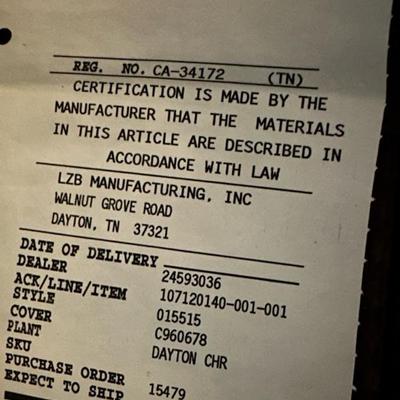 REG. NO. CA-34172 (TN)
CERTIFICATION IS MADE BY THE
MANUFACTURER THAT THE MATERIALS
IN THIS ARTICLE ARE DESCRIBED IN
ACCORDANCE WITH LAW
LZB MANUFACTURING, INC
WALNUT GROVE ROAD
DAYTON, TN 37321
DATE OF DELIVERY
DEALER 24593036
ACK/LINE/ITEM 107120140-001-001
STYLE 015515
COVER C960678
PLANT DAYTON CHR
SKU
PURCHASE ORDER 15479
EXPECT TO SHIP